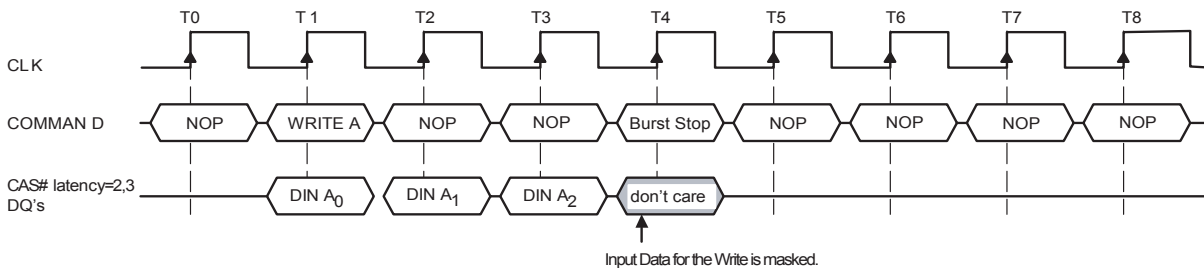 T0 T1 T2 T3 T4 T5 T6 T7 T8
CLK
COMMAN D NOP WRITE A NOP NOP Burst Stop NOP NOP NOP NOP
CAS# latency=2,3
DQ's DIN A0 DIN A1 DIN A2 don't care
Input Data for the Write is masked.